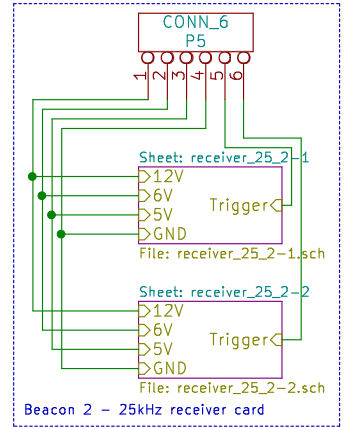 CONN_6
P5
1 2 3 4 5 6
Sheet: receiver_25_2-1
12V
6V
Trigger
5V
GND
File: receiver_25_2-1.sch
Sheet: receiver_25_2-2
12V
6V
Trigger
5V
GND
File: receiver_25_2-2.sch
Beacon 2 - 25kHz receiver card